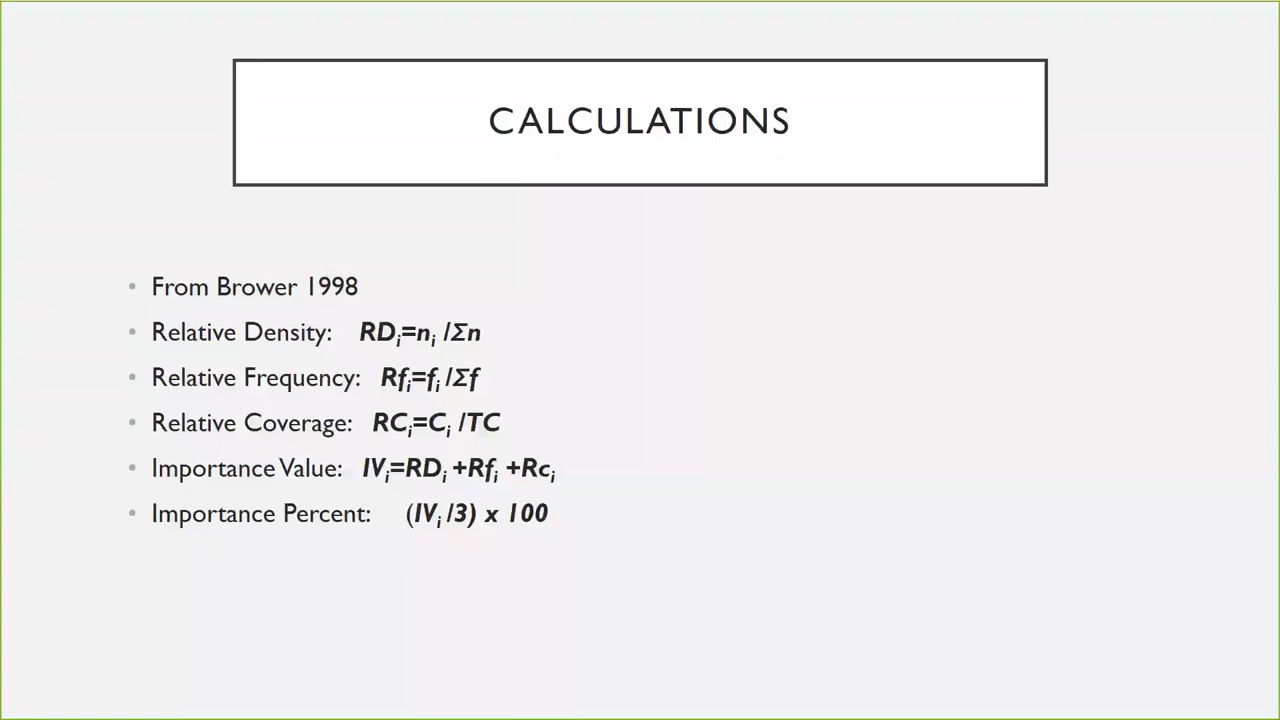 CALCULATIONS
• From Brower 1998
• Relative Density: RDᵢ=nᵢ /Σn
• Relative Frequency: Rfᵢ=fᵢ /Σf
• Relative Coverage: RCᵢ=Cᵢ /TC
• Importance Value: IVᵢ=RDᵢ +Rfᵢ +Rcᵢ
• Importance Percent: (IVᵢ /3) x 100